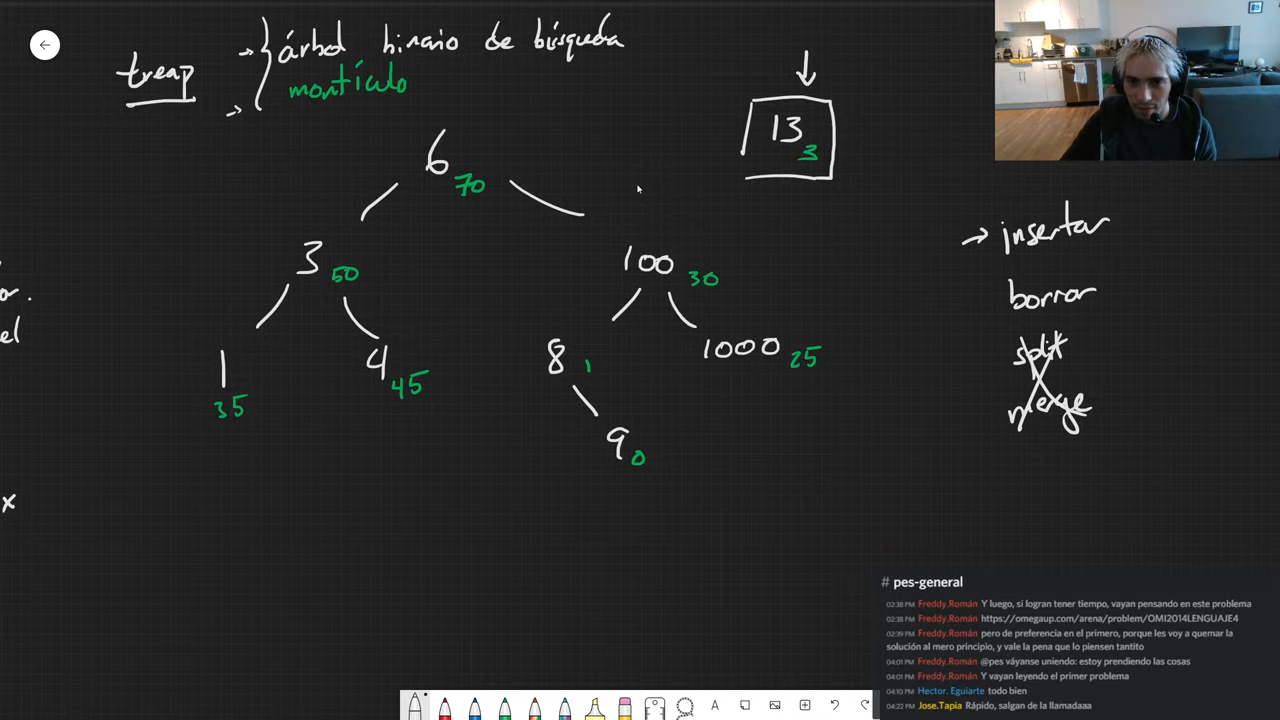 treap
árbol binario de búsqueda
montículo
13
3
6
70
3
50
100
30
1
35
4
45
8
1
1000
25
9
0
insertar
borrar
split
merge
or.
el
x
A
# pes-general
02:38 PM Freddy.Román Y luego, si logran tener tiempo, vayan pensando en este problema
02:38 PM Freddy.Román https://omegaup.com/arena/problem/OMI2014LENGUAJE4
02:39 PM Freddy.Román pero de preferencia en el primero, porque les voy a quemar la
solución al mero principio, y vale la pena que lo piensen tantito
04:01 PM Freddy.Román @pes váyanse uniendo: estoy prendiendo las cosas
04:01 PM Freddy.Román Y vayan leyendo el primer problema
04:10 PM Hector. Eguiarte todo bien
04:22 PM Jose.Tapia Rápido, salgan de la llamadaaa